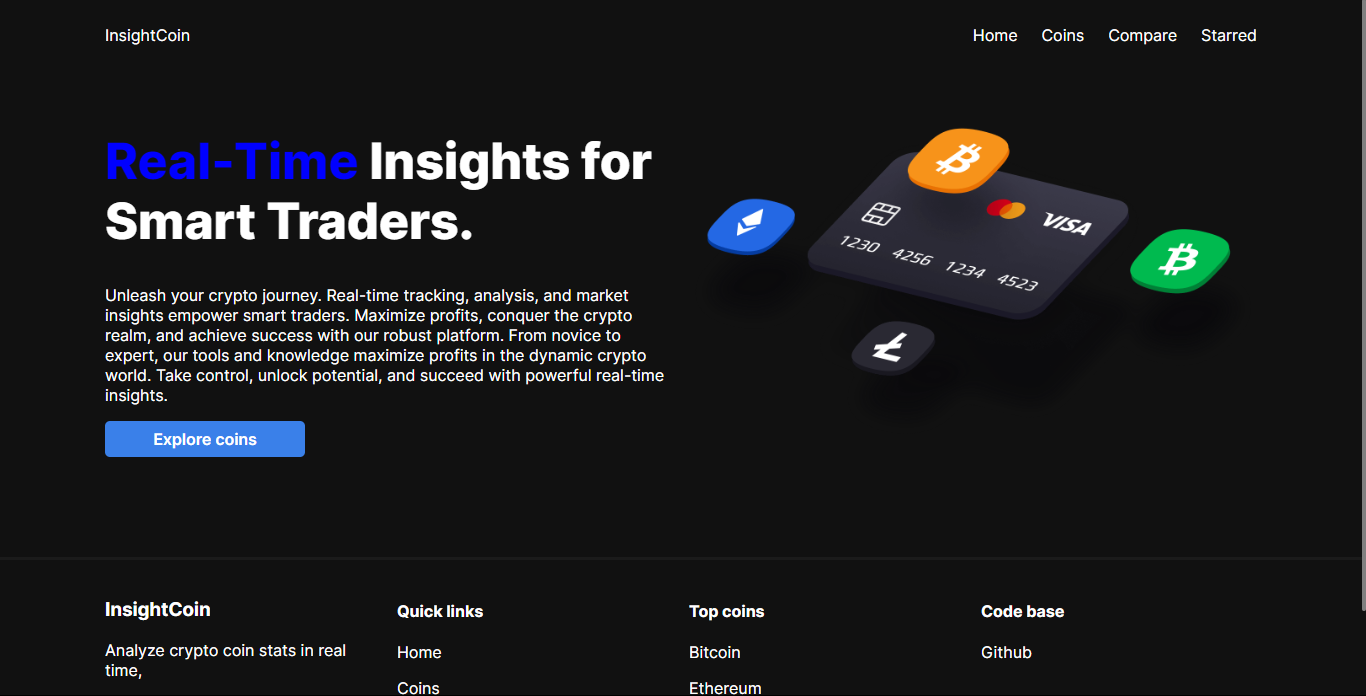 InsightCoin
Home Coins Compare Starred
Real-Time Insights for
Smart Traders.
Unleash your crypto journey. Real-time tracking, analysis, and market
insights empower smart traders. Maximize profits, conquer the crypto
realm, and achieve success with our robust platform. From novice to
expert, our tools and knowledge maximize profits in the dynamic crypto
world. Take control, unlock potential, and succeed with powerful real-time
insights.
Explore coins
VISA
1230 4256 1234 4523
InsightCoin
Analyze crypto coin stats in real
time,
Quick links
Home
Coins
Top coins
Bitcoin
Ethereum
Code base
Github